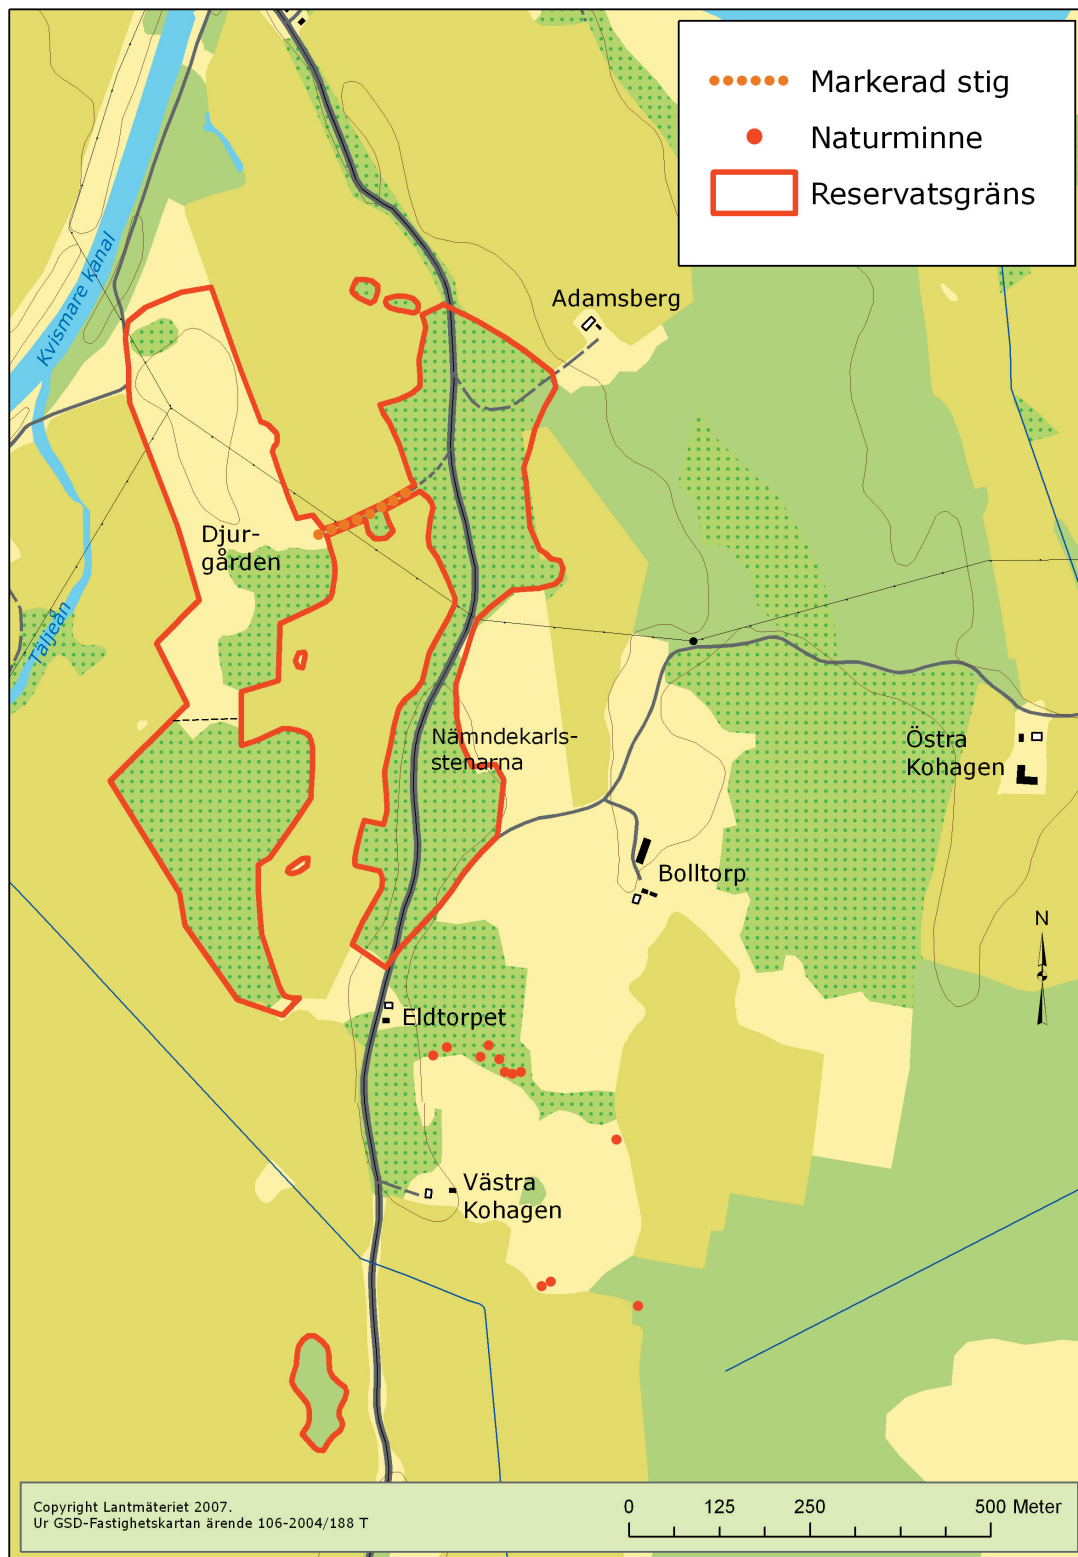 Markerad stig
Naturminne
Reservatsgräns
Kvismare kanal
Adamsberg
Djur-
gården
Täljeån
Nämndekarls-
stenarna
Östra
Kohagen
Bolltorp
N
Eldtorpet
Västra
Kohagen
Copyright Lantmäteriet 2007.
Ur GSD-Fastighetskartan ärende 106-2004/188 T
0 125 250 500 Meter